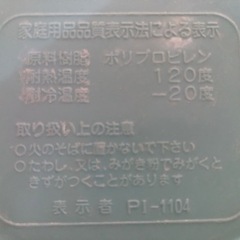 家庭用品品質表示法による表示
原料樹脂 ポリプロピレン
耐熱温度 120度
耐冷温度 -20度
取り扱い上の注意
○火のそばに置かないで下さい
○たわし、又は、みがき粉でみがくと
きずがつくことがあります
表示者 PI-1104